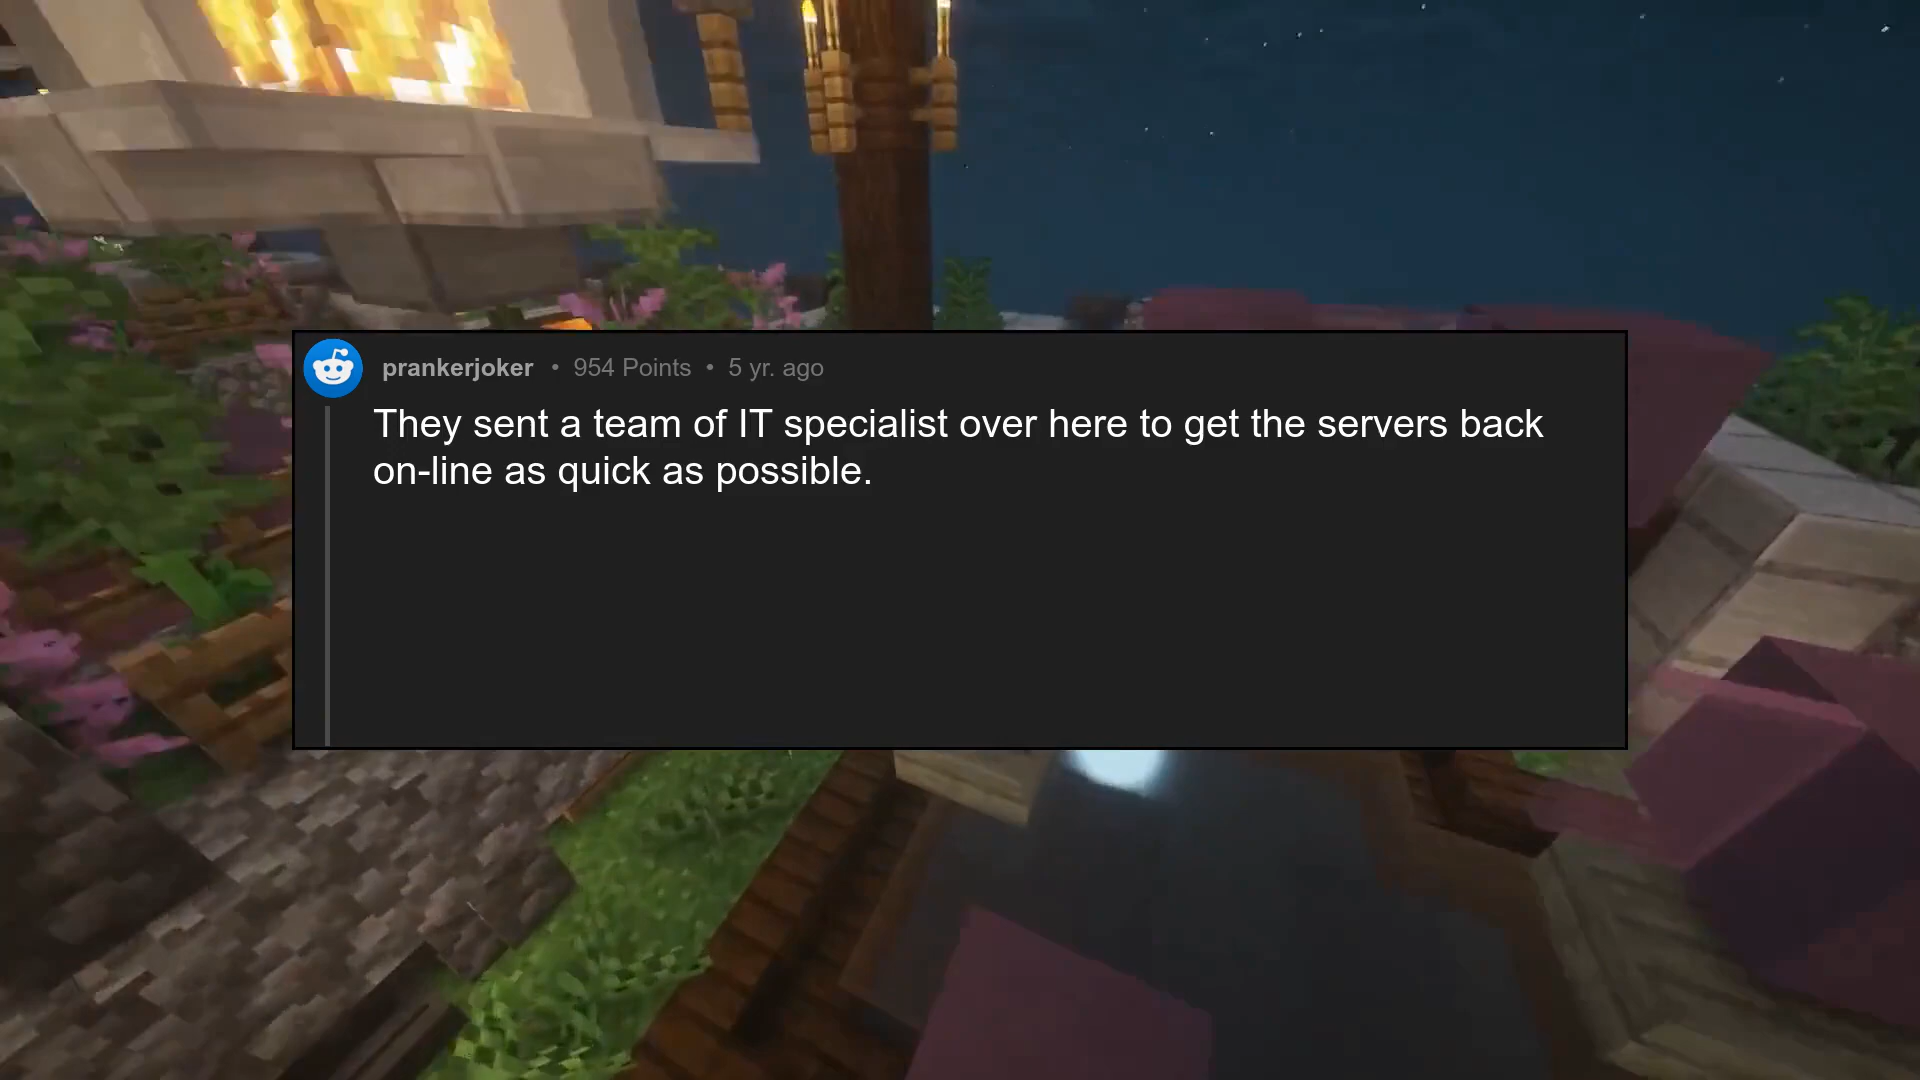 prankerjoker • 954 Points • 5 yr. ago
They sent a team of IT specialist over here to get the servers back
on-line as quick as possible.